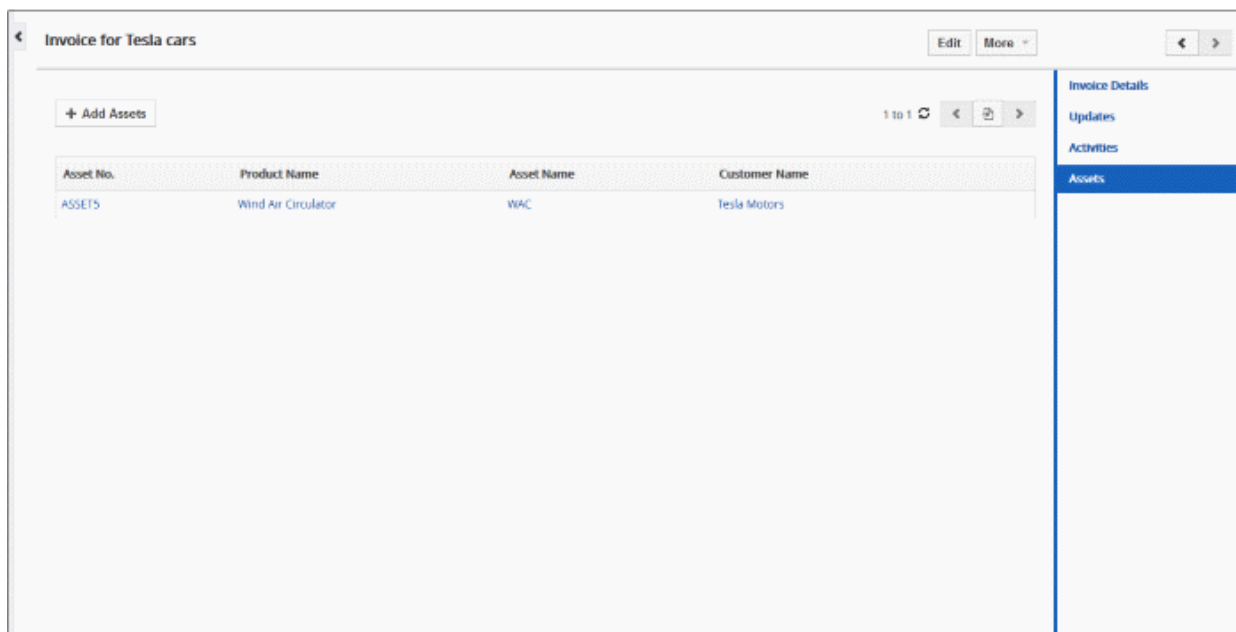 Invoice for Tesla cars Edit More
+ Add Assets 1 to 1
Asset No. Product Name Asset Name Customer Name
ASSET5 Wind Air Circulator WAC Tesla Motors
Invoice Details
Updates
Activities
Assets